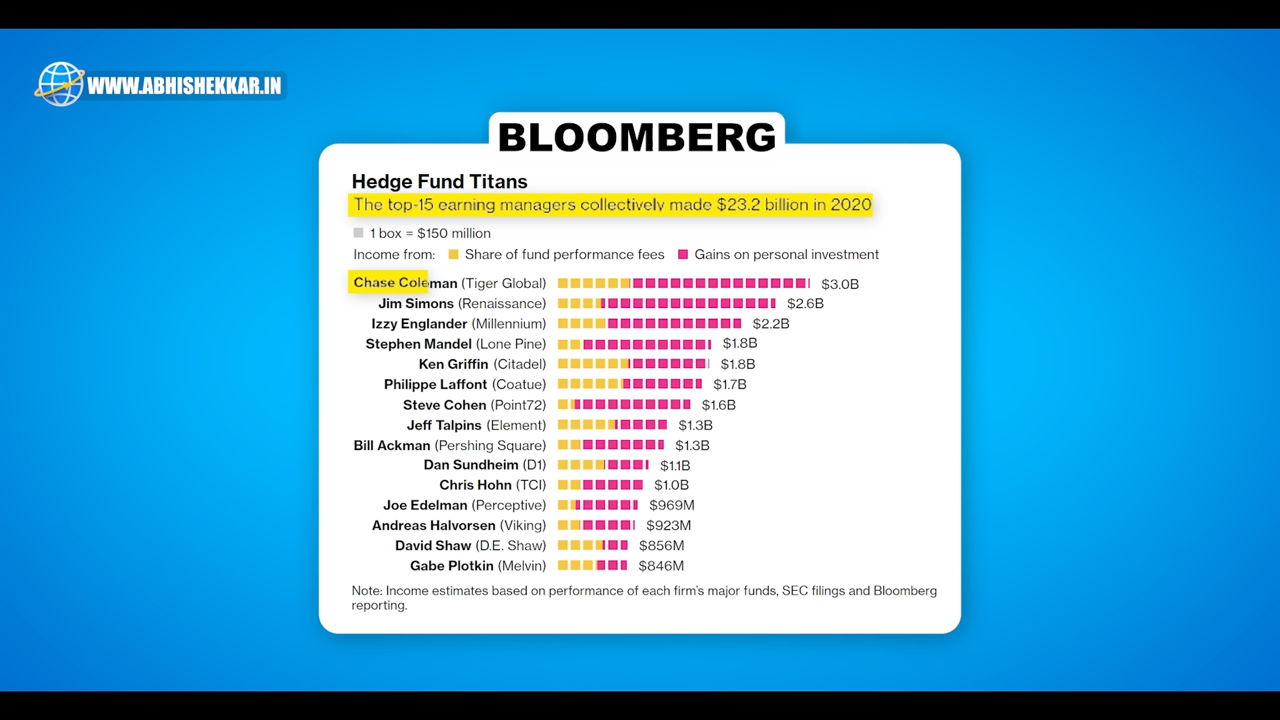 WWW.ABHISHEKKAR.IN
BLOOMBERG
Hedge Fund Titans
The top-15 earning managers collectively made $23.2 billion in 2020
1 box = $150 million
Income from: Share of fund performance fees Gains on personal investment
Chase Coleman (Tiger Global) $3.0B
Jim Simons (Renaissance) $2.6B
Izzy Englander (Millennium) $2.2B
Stephen Mandel (Lone Pine) $1.8B
Ken Griffin (Citadel) $1.8B
Philippe Laffont (Coatue) $1.7B
Steve Cohen (Point72) $1.6B
Jeff Talpins (Element) $1.3B
Bill Ackman (Pershing Square) $1.3B
Dan Sundheim (D1) $1.1B
Chris Hohn (TCI) $1.0B
Joe Edelman (Perceptive) $969M
Andreas Halvorsen (Viking) $923M
David Shaw (D.E. Shaw) $856M
Gabe Plotkin (Melvin) $846M
Note: Income estimates based on performance of each firm's major funds, SEC filings and Bloomberg
reporting.